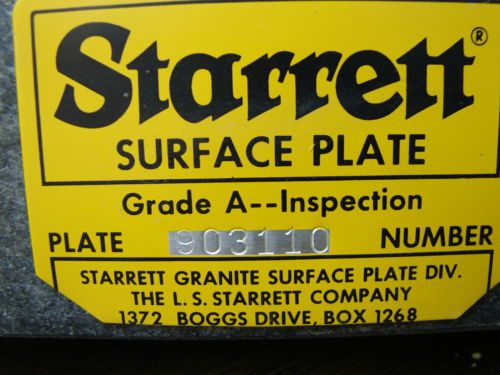 Starrett®
SURFACE PLATE
Grade A--Inspection
PLATE 903110 NUMBER
STARRETT GRANITE SURFACE PLATE DIV.
THE L. S. STARRETT COMPANY
1372 BOGGS DRIVE, BOX 1268